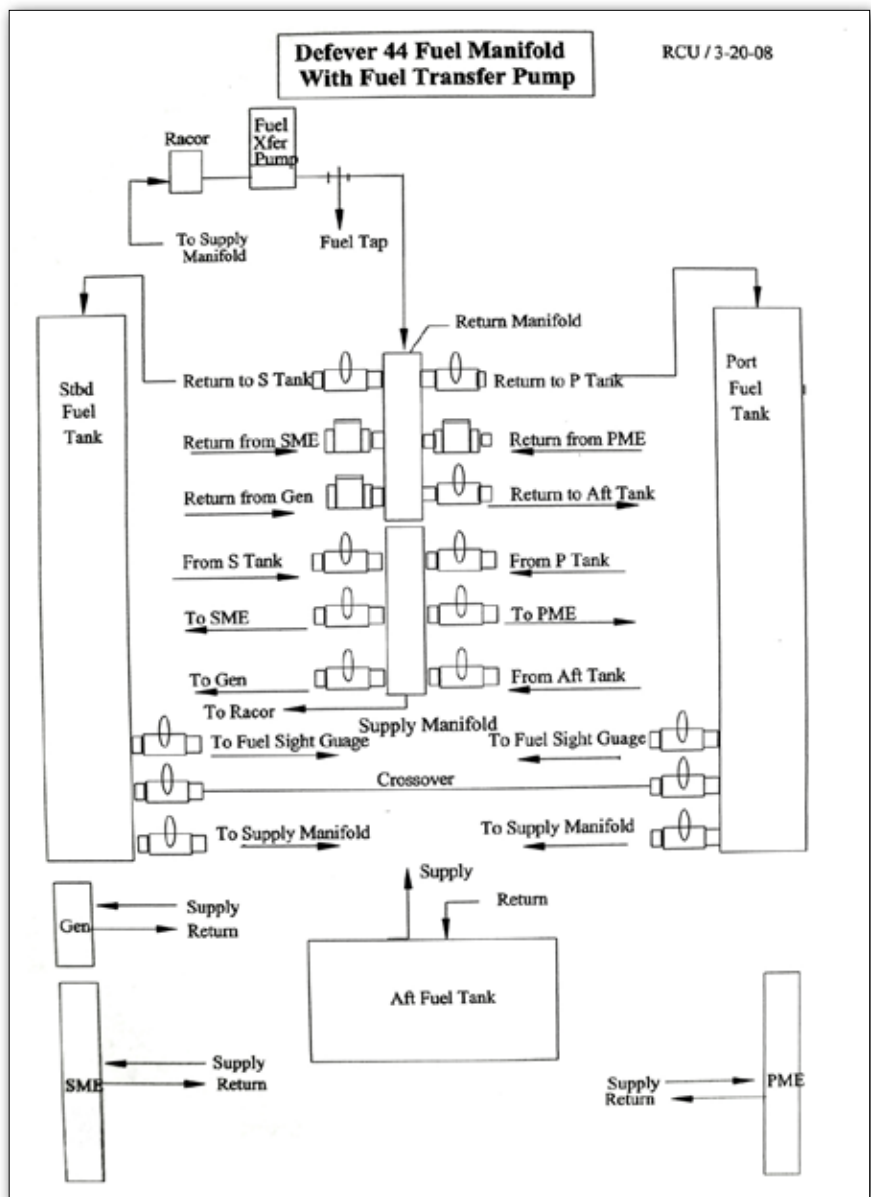 Defever 44 Fuel Manifold
With Fuel Transfer Pump
RCU / 3-20-08
Fuel
Xfer
Pump
Racor
To Supply
Manifold
Fuel Tap
Return Manifold
Stbd
Fuel
Tank
Port
Fuel
Tank
Return to S Tank
Return to P Tank
Return from SME
Return from PME
Return from Gen
Return to Aft Tank
From S Tank
From P Tank
To SME
To PME
To Gen
From Aft Tank
To Racor
Supply Manifold
To Fuel Sight Guage
To Fuel Sight Guage
Crossover
To Supply Manifold
To Supply Manifold
Supply
Return
Gen
Supply
Return
Aft Fuel Tank
SME
Supply
Return
Supply
Return
PME